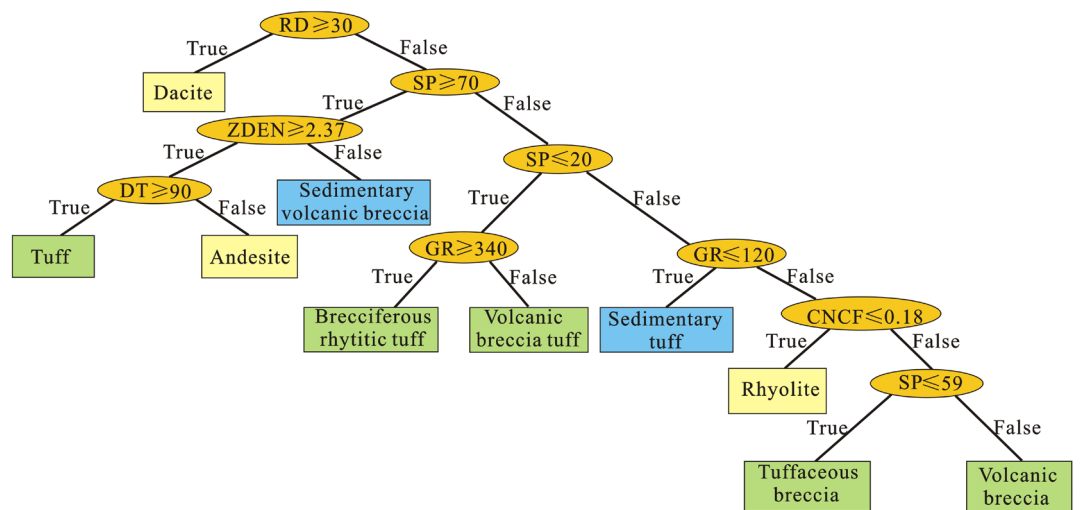 RD≥30
True
False
Dacite
SP≥70
True
False
ZDEN≥2.37
True
False
SP≤20
DT≥90
Sedimentary
volcanic breccia
True
False
True
False
Tuff
Andesite
GR≥340
GR≤120
True
False
True
False
Brecciferous
rhytitic tuff
Volcanic
breccia tuff
Sedimentary
tuff
CNCF≤0.18
True
False
Rhyolite
SP≤59
True
False
Tuffaceous
breccia
Volcanic
breccia